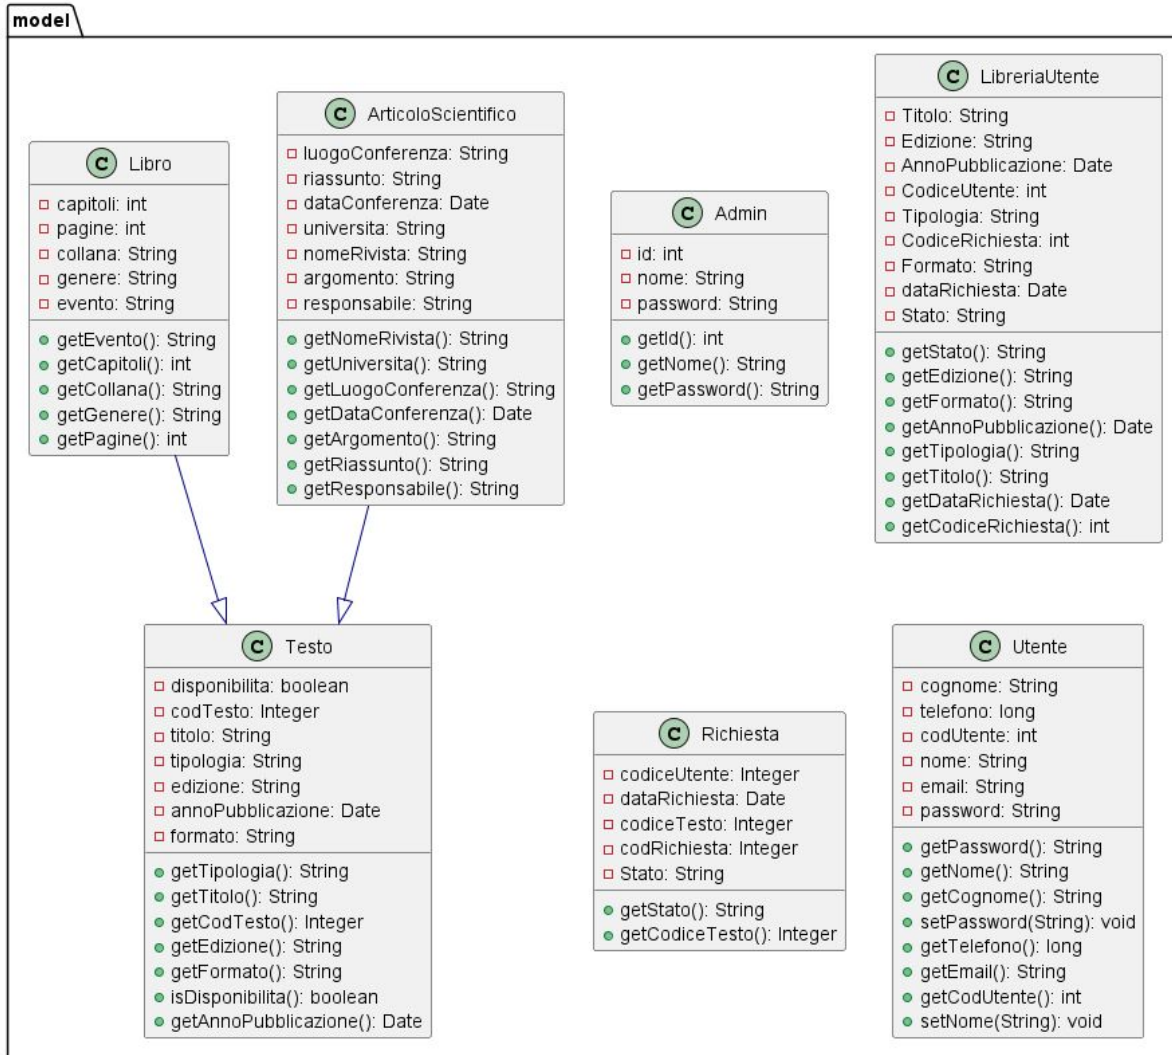 model
C Libro
capitoli: int
pagine: int
collana: String
genere: String
evento: String
getEvento(): String
getCapitoli(): int
getCollana(): String
getGenere(): String
getPagine(): int
C ArticoloScientifico
luogoConferenza: String
riassunto: String
dataConferenza: Date
universita: String
nomeRivista: String
argomento: String
responsabile: String
getNomeRivista(): String
getUniversita(): String
getLuogoConferenza(): String
getDataConferenza(): Date
getArgomento(): String
getRiassunto(): String
getResponsabile(): String
C Admin
id: int
nome: String
password: String
getId(): int
getNome(): String
getPassword(): String
C LibreriaUtente
Titolo: String
Edizione: String
AnnoPubblicazione: Date
CodiceUtente: int
Tipologia: String
CodiceRichiesta: int
Formato: String
dataRichiesta: Date
Stato: String
getStato(): String
getEdizione(): String
getFormato(): String
getAnnoPubblicazione(): Date
getTipologia(): String
getTitolo(): String
getDataRichiesta(): Date
getCodiceRichiesta(): int
C Testo
disponibilita: boolean
codTesto: Integer
titolo: String
tipologia: String
edizione: String
annoPubblicazione: Date
formato: String
getTipologia(): String
getTitolo(): String
getCodTesto(): Integer
getEdizione(): String
getFormato(): String
isDisponibilita(): boolean
getAnnoPubblicazione(): Date
C Richiesta
codiceUtente: Integer
dataRichiesta: Date
codiceTesto: Integer
codRichiesta: Integer
Stato: String
getStato(): String
getCodiceTesto(): Integer
C Utente
cognome: String
telefono: long
codUtente: int
nome: String
email: String
password: String
getPassword(): String
getNome(): String
getCognome(): String
setPassword(String): void
getTelefono(): long
getEmail(): String
getCodUtente(): int
setNome(String): void